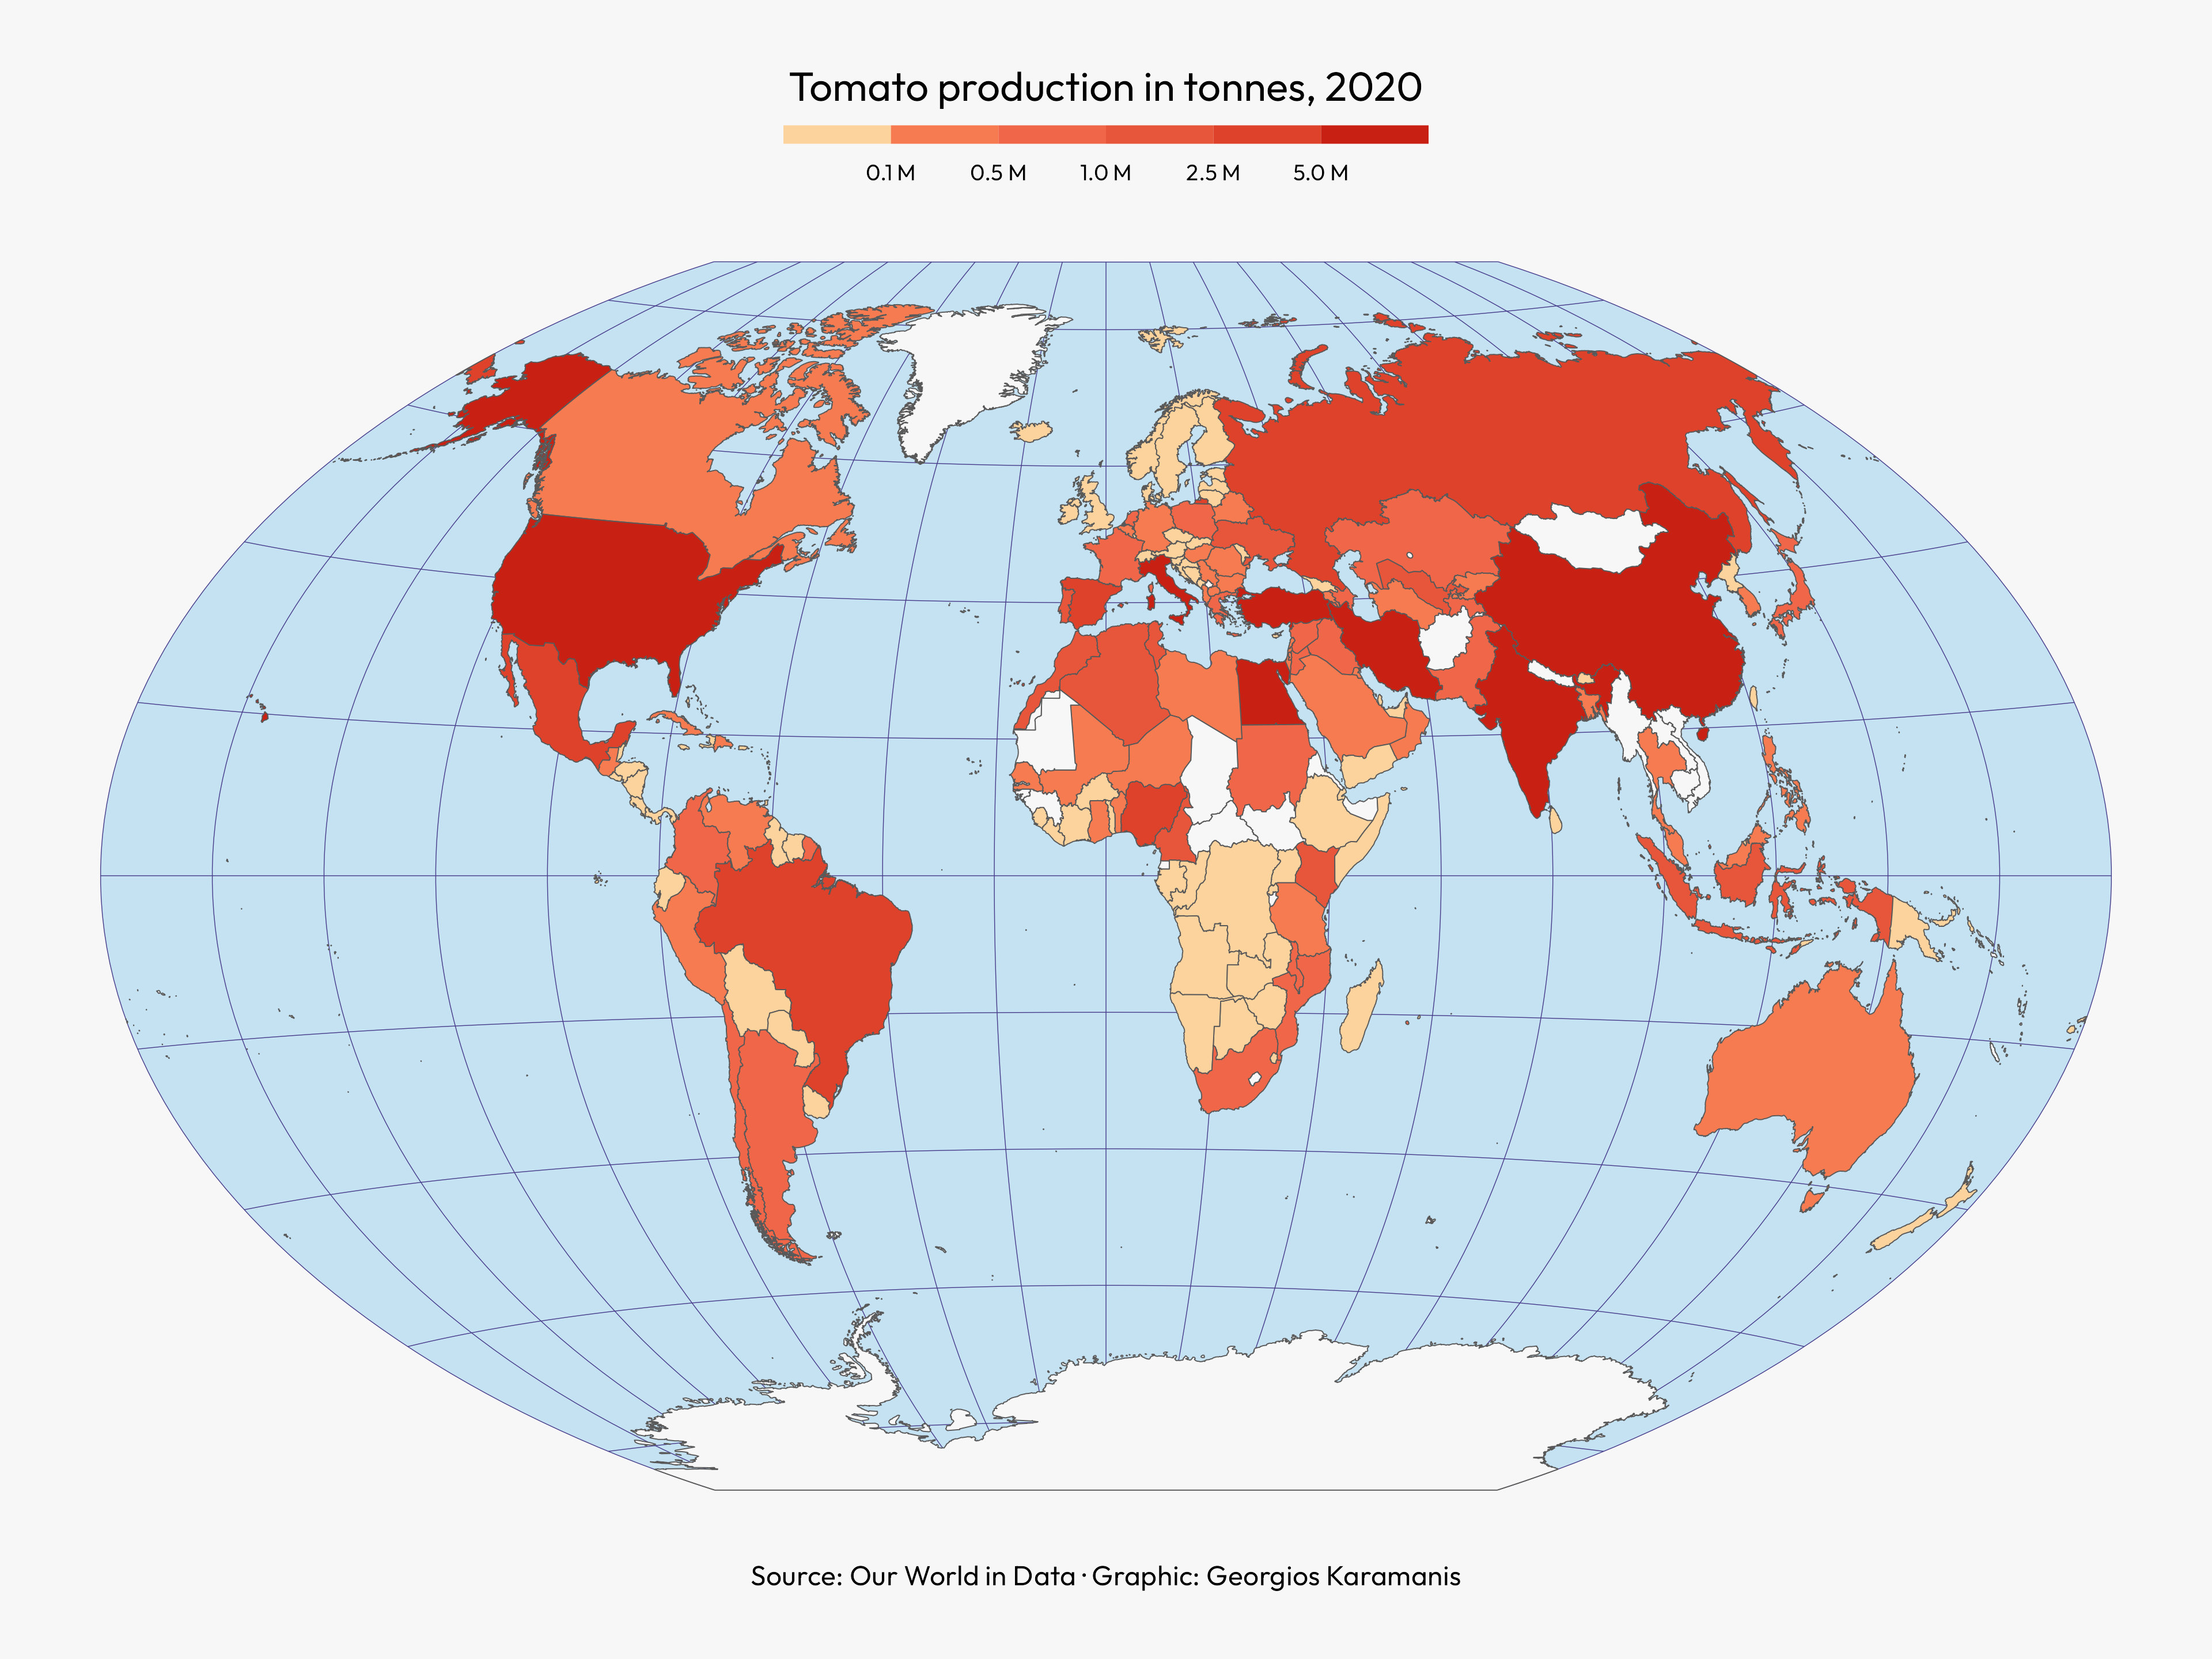 Tomato production in tonnes, 2020
0.1 M 0.5 M 1.0 M 2.5 M 5.0 M
Source: Our World in Data · Graphic: Georgios Karamanis